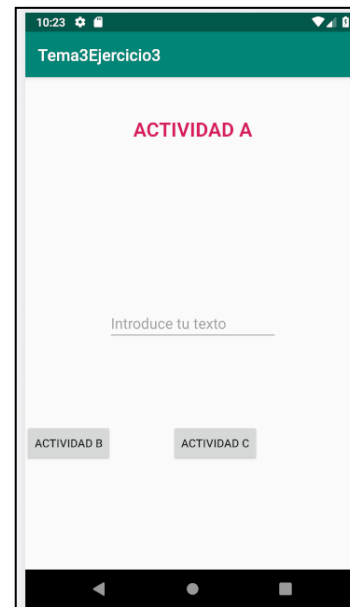 10:23
Tema3Ejercicio3
ACTIVIDAD A
Introduce tu texto
ACTIVIDAD B ACTIVIDAD C